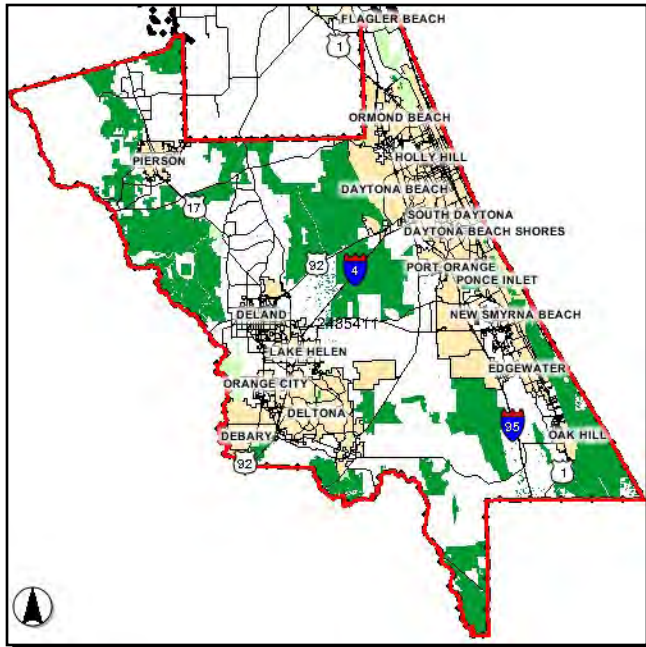 FLAGLER BEACH
1
ORMOND BEACH
HOLLY HILL
PIERSON
DAYTONA BEACH
17
SOUTH DAYTONA
DAYTONA BEACH SHORES
92
4
PORT ORANGE
PONCE INLET
DELAND
NEW SMYRNA BEACH
LAKE HELEN
EDGEWATER
ORANGE CITY
DELTONA
95
DEBARY
OAK HILL
92
1